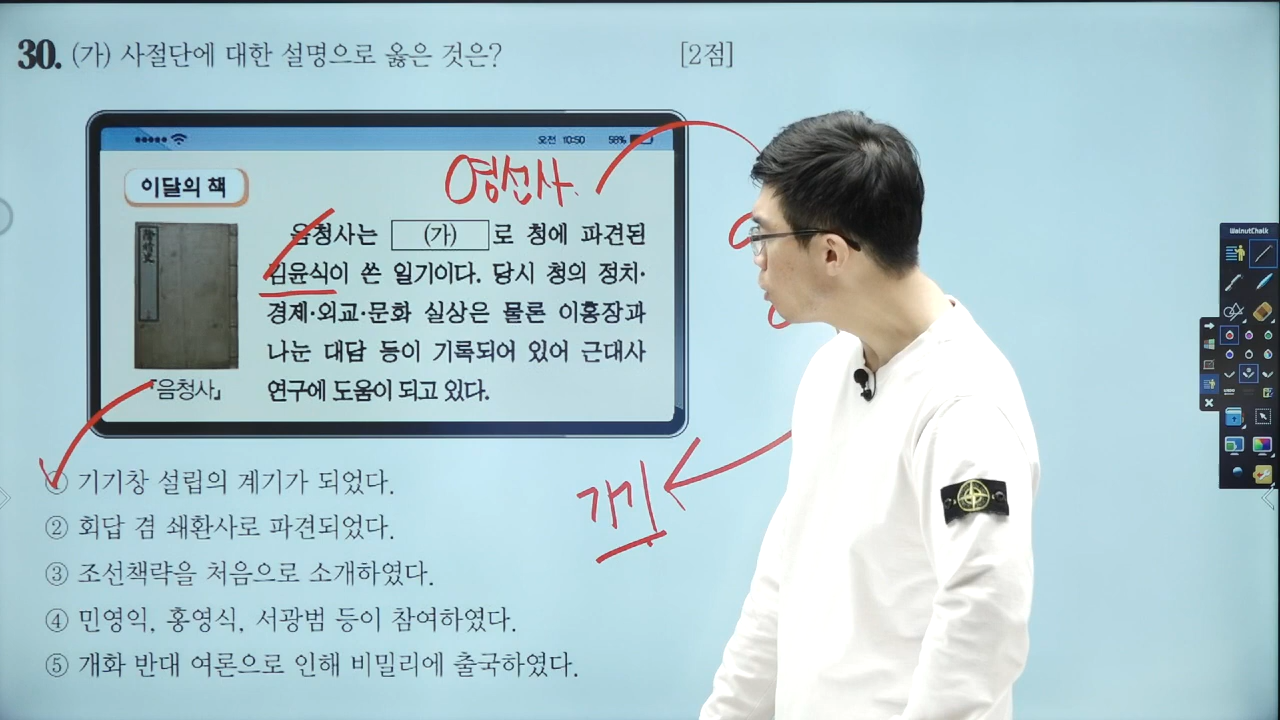 30. (가) 사절단에 대한 설명으로 옳은 것은? [2점]
오전 10:50 58%
이달의 책
영선사.
음청사는 (가) 로 청에 파견된
김윤식이 쓴 일기이다. 당시 청의 정치·
경제·외교·문화 실상은 물론 이홍장과
나눈 대담 등이 기록되어 있어 근대사
연구에 도움이 되고 있다.
『음청사』
① 기기창 설립의 계기가 되었다.
② 회답 겸 쇄환사로 파견되었다.
③ 조선책략을 처음으로 소개하였다.
④ 민영익, 홍영식, 서광범 등이 참여하였다.
⑤ 개화 반대 여론으로 인해 비밀리에 출국하였다.
WalnutChalk